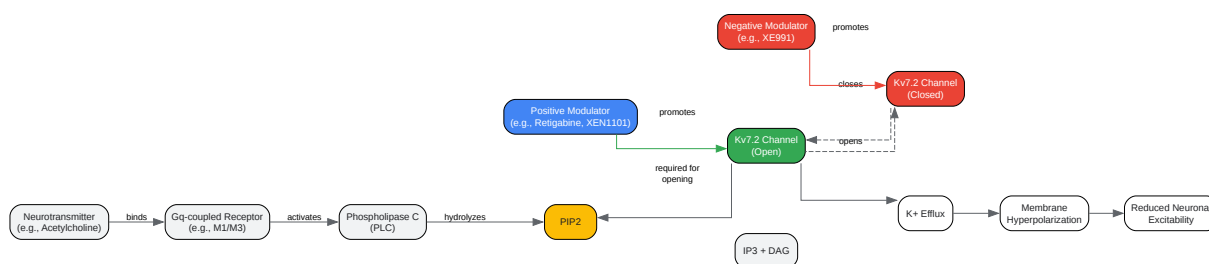 Negative Modulator
(e.g., XE991)
promotes
closes
Kv7.2 Channel
(Closed)
Positive Modulator
(e.g., Retigabine, XEN1101)
promotes
Kv7.2 Channel
(Open)
opens
required for
opening
Neurotransmitter
(e.g., Acetylcholine)
binds
Gq-coupled Receptor
(e.g., M1/M3)
activates
Phospholipase C
(PLC)
hydrolyzes
PIP2
K+ Efflux
Membrane
Hyperpolarization
Reduced Neurona
Excitability
IP3 + DAG